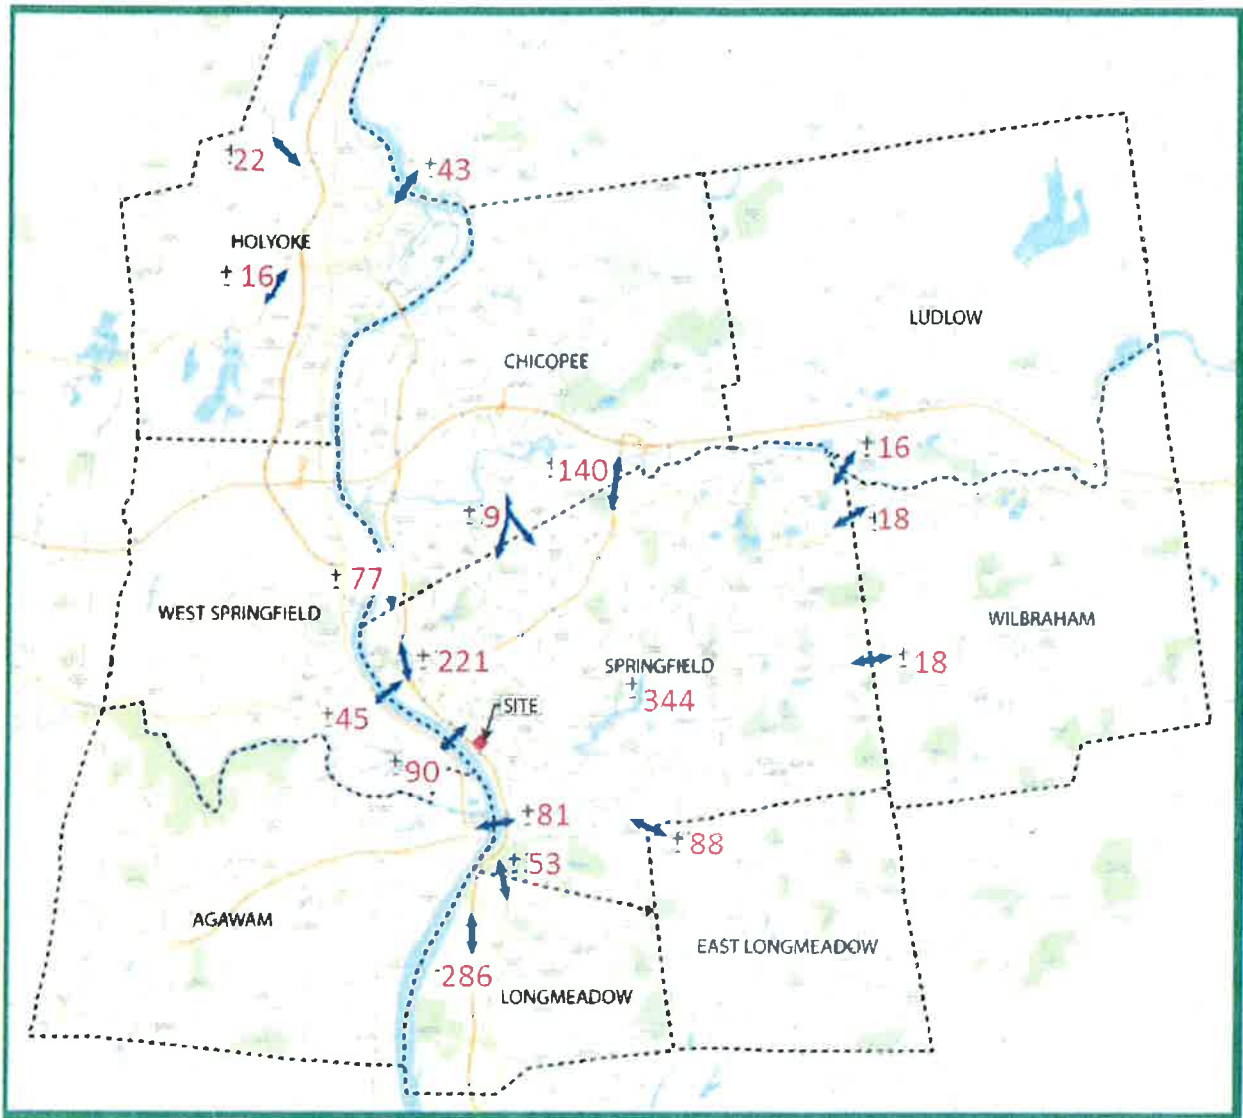 ±22
±43
HOLYOKE
±16
LUDLOW
CHICOPEE
±16
±140
±9
±18
±77
WEST SPRINGFIELD
WILBRAHAM
±221
SPRINGFIELD
±18
±344
±45
SITE
±90
±81
±88
±53
AGAWAM
EAST LONGMEADOW
-286
LONGMEADOW